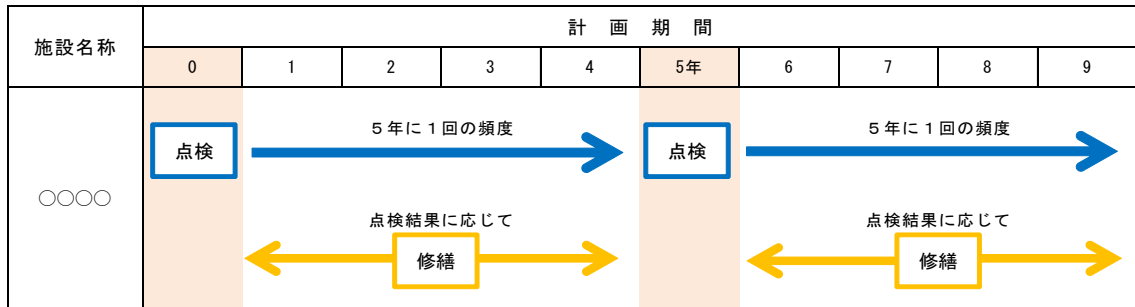 施設名称
計 画 期 間
0 1 2 3 4 5年 6 7 8 9
○○○○
点検 5年に1回の頻度 点検 5年に1回の頻度
点検結果に応じて 点検結果に応じて
修繕 修繕